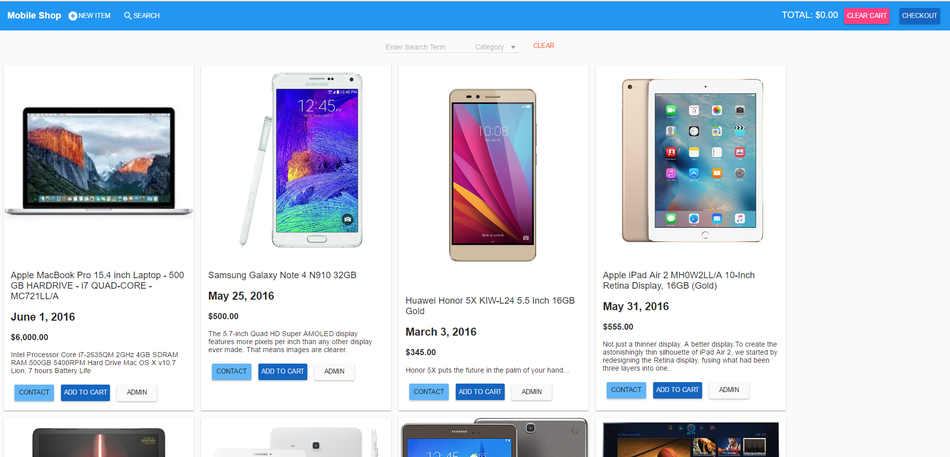 Mobile Shop NEW ITEM SEARCH TOTAL: $0.00 CLEAR CART CHECKOUT
Enter Search Term Category CLEAR
SAMSUNG
12:45
12:45
10:08
Apple MacBook Pro 15.4 inch Laptop - 500
GB HARDRIVE - i7 QUAD-CORE -
MC721LL/A
June 1, 2016
$6,000.00
Intel Processor Core i7-2635QM 2GHz 4GB SDRAM
RAM 500GB 5400RPM Hard Drive Mac OS X v10.7
Lion, 7 hours Battery Life
CONTACT ADD TO CART ADMIN
Samsung Galaxy Note 4 N910 32GB
May 25, 2016
$500.00
The 5.7-inch Quad HD Super AMOLED display
features more pixels per inch than any other display
ever made. That means images are clearer.
CONTACT ADD TO CART ADMIN
Huawei Honor 5X KIW-L24 5.5 Inch 16GB
Gold
March 3, 2016
$345.00
Honor 5X puts the future in the palm of your hand...
CONTACT ADD TO CART ADMIN
Apple iPad Air 2 MH0W2LL/A 10-Inch
Retina Display, 16GB (Gold)
May 31, 2016
$555.00
Not just a thinner display. A better display.To create the
astonishingly thin silhouette of iPad Air 2, we started by
redesigning the Retina display, fusing what had been
three layers into one.
CONTACT ADD TO CART ADMIN
12:45